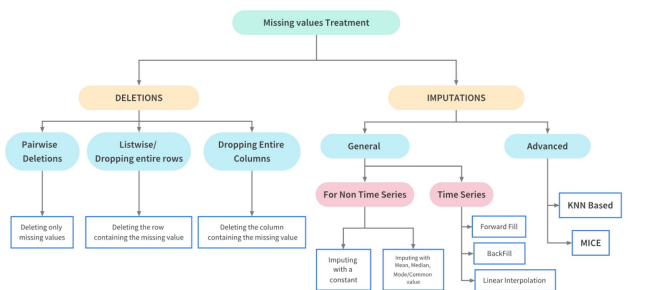 Missing values Treatment
DELETIONS
IMPUTATIONS
Pairwise
Deletions
Listwise/
Dropping entire rows
Dropping Entire
Columns
General
Advanced
For Non Time Series
Time Series
KNN Based
Deleting only
missing values
Deleting the row
containing the missing value
Deleting the column
containing the missing value
Forward Fill
MICE
BackFill
Imputing
with a
constant
Imputing with
Mean, Median,
Mode/Common
value
Linear Interpolation